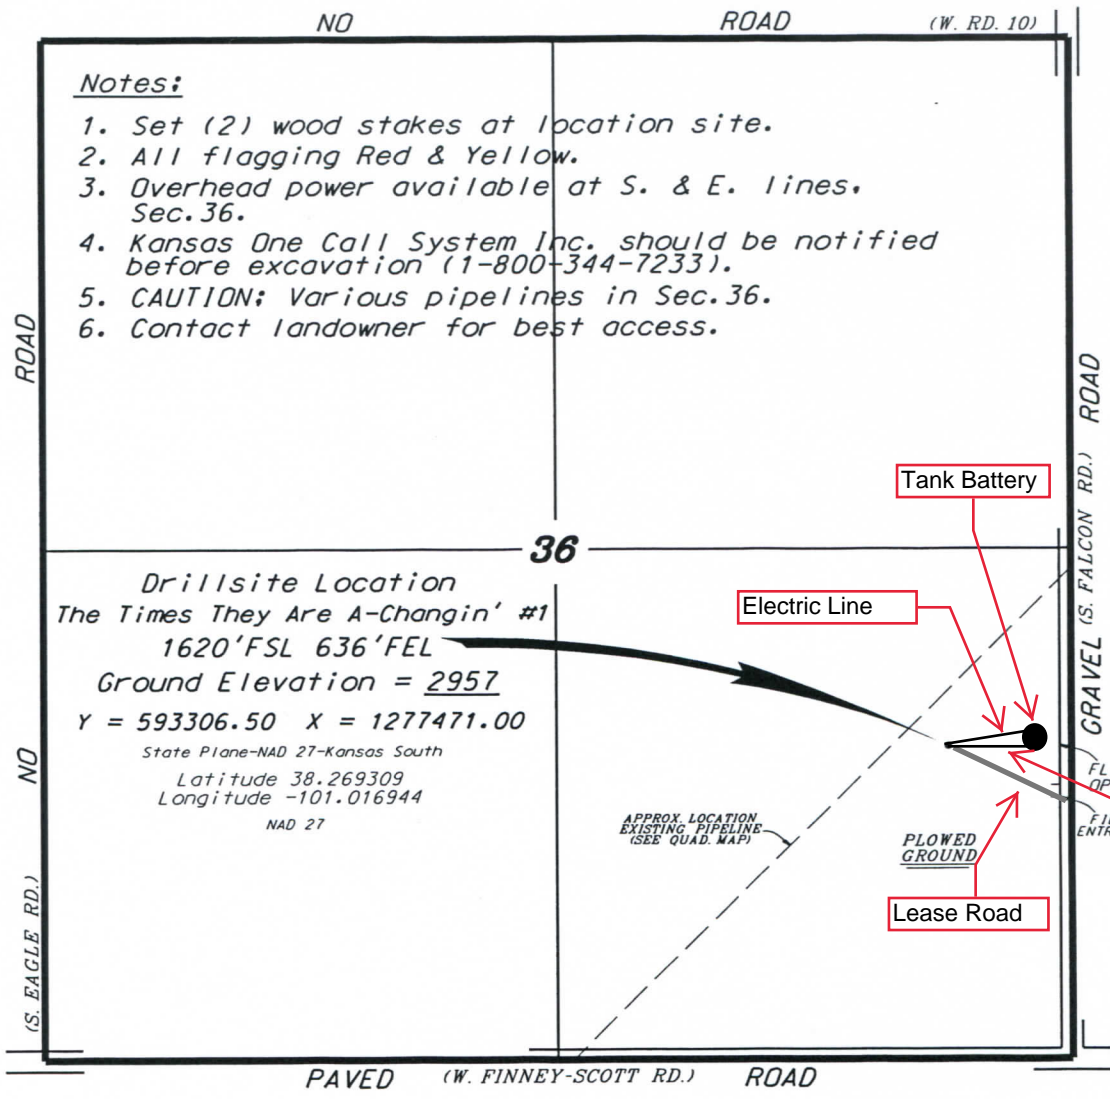 NO ROAD (W. RD. 10)
Notes:
1. Set (2) wood stakes at location site.
2. All flagging Red & Yellow.
3. Overhead power available at S. & E. lines,
Sec. 36.
4. Kansas One Call System Inc. should be notified
before excavation (1-800-344-7233).
5. CAUTION: Various pipelines in Sec. 36.
6. Contact landowner for best access.
ROAD
NO
(S. EAGLE RD.)
ROAD
(S. FALCON RD.)
GRAVEL
Tank Battery
36
Drillsite Location
The Times They Are A-Changin' #1
1620'FSL 636'FEL
Ground Elevation = 2957
Y = 593306.50 X = 1277471.00
State Plane-NAD 27-Kansas South
Latitude 38.269309
Longitude -101.016944
NAD 27
Electric Line
APPROX. LOCATION
EXISTING PIPELINE
(SEE QUAD. MAP)
PLOWED
GROUND
Lease Road
FL
OP
FI
ENTR
PAVED (W. FINNEY-SCOTT RD.) ROAD